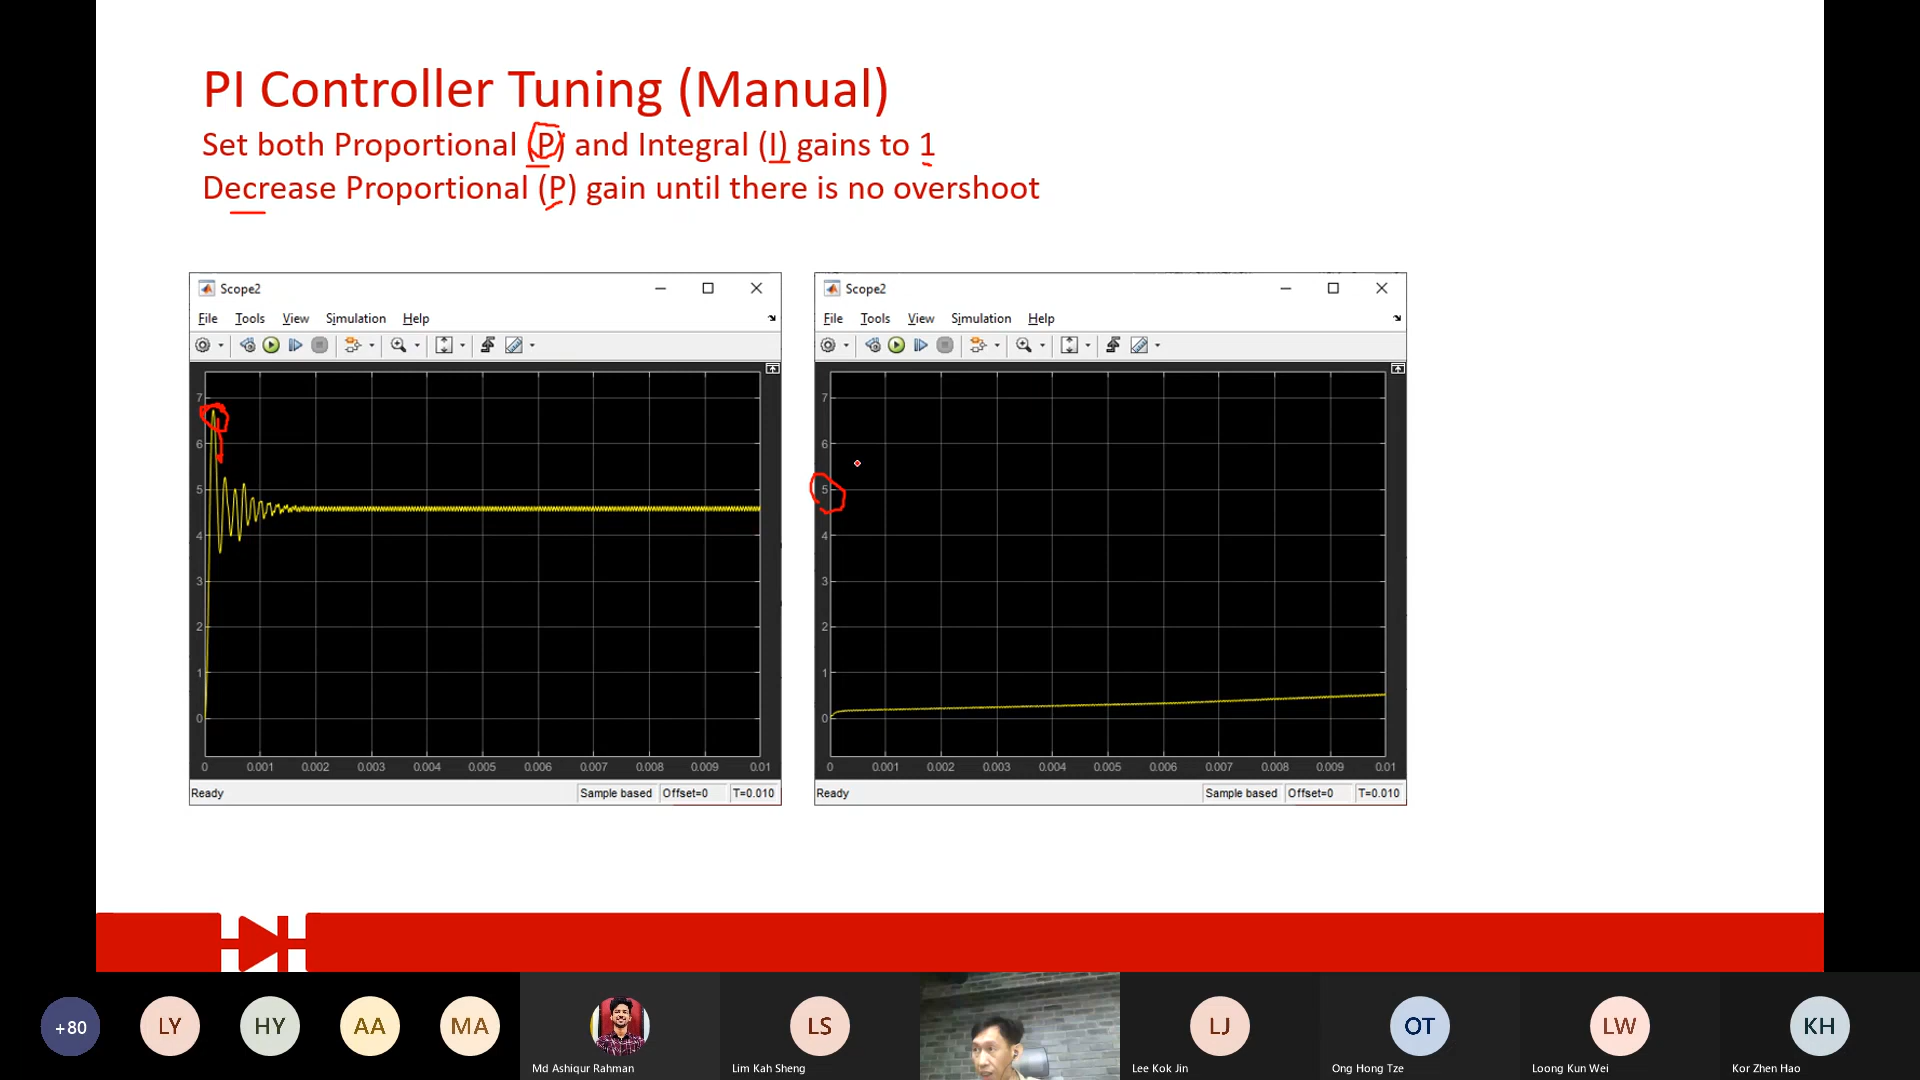 PI Controller Tuning (Manual)
Set both Proportional (P) and Integral (I) gains to 1
Decrease Proportional (P) gain until there is no overshoot
Scope2
File Tools View Simulation Help
7
6
5
4
3
2
1
0
0 0.001 0.002 0.003 0.004 0.005 0.006 0.007 0.008 0.009 0.01
Ready Sample based Offset=0 T=0.010
Scope2
File Tools View Simulation Help
7
6
5
4
3
2
1
0
0 0.001 0.002 0.003 0.004 0.005 0.006 0.007 0.008 0.009 0.01
Ready Sample based Offset=0 T=0.010
+80 LY HY AA MA LS LJ OT LW KH
Md Ashiqur Rahman Lim Kah Sheng Lee Kok Jin Ong Hong Tze Loong Kun Wei Kor Zhen Hao